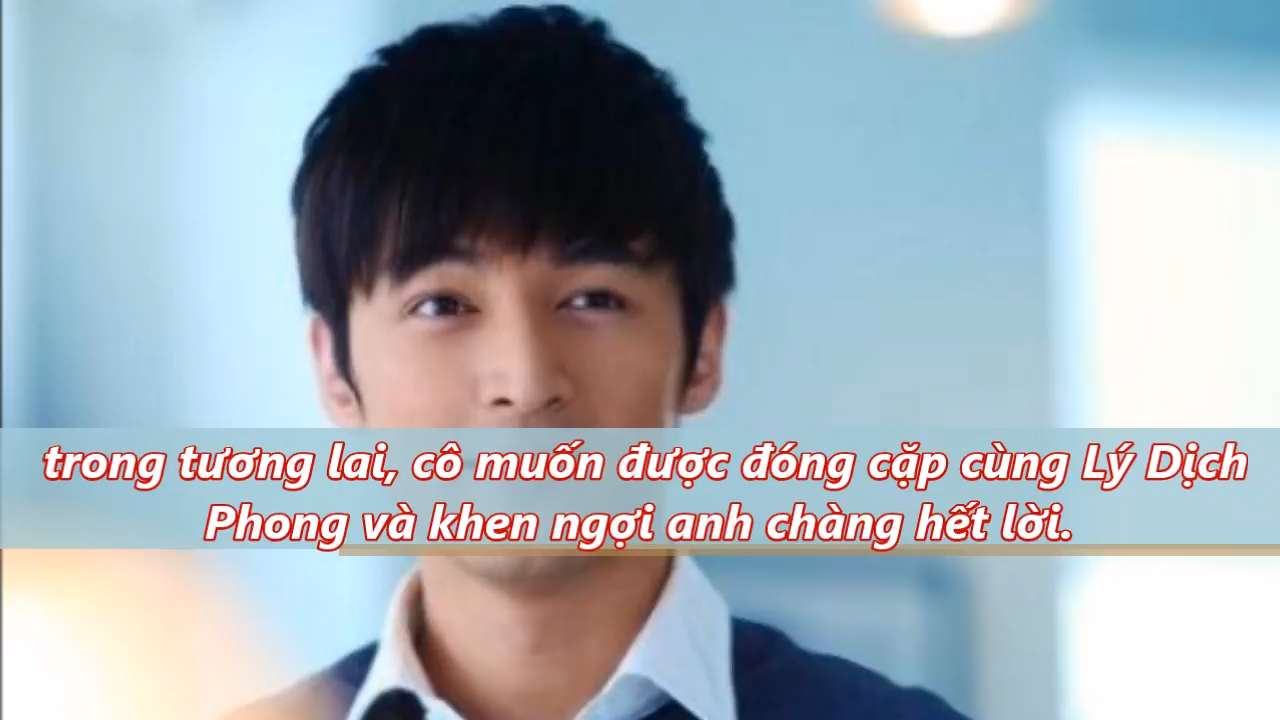 trong tương lai, cô muốn được đóng cặp cùng Lý Dịch
Phong và khen ngợi anh chàng hết lời.